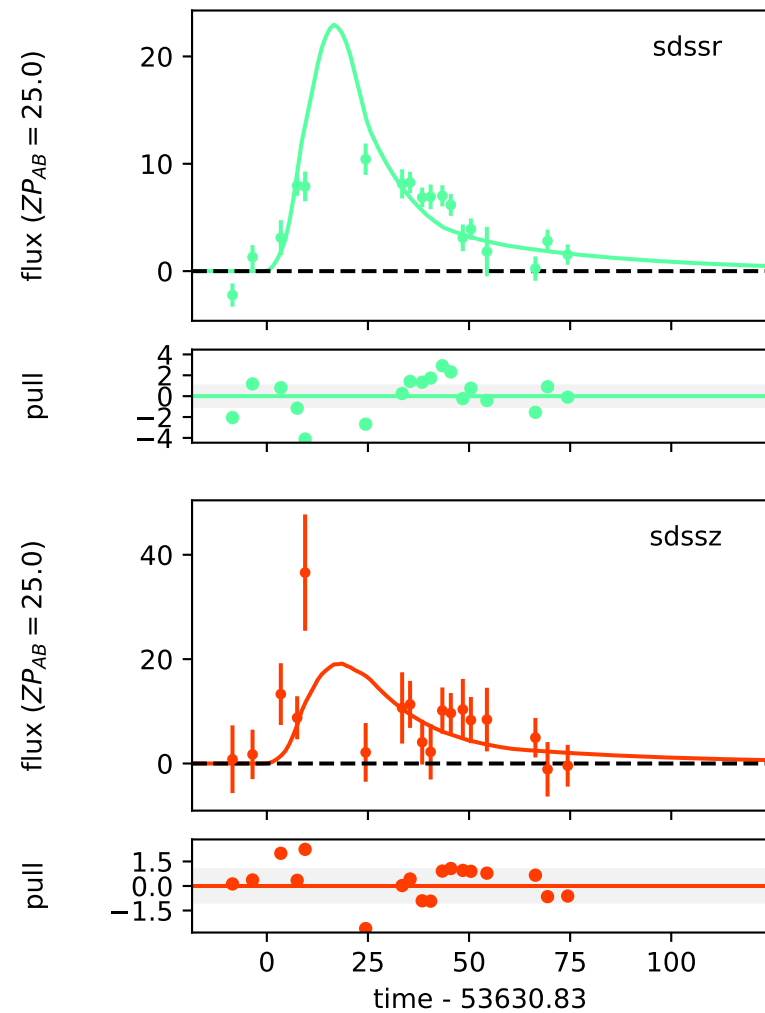 sdssr
flux (ZP_AB = 25.0)
20
10
0
pull
4
2
0
−2
−4
sdssz
flux (ZP_AB = 25.0)
40
20
0
pull
1.5
0.0
−1.5
0 25 50 75 100
time - 53630.83